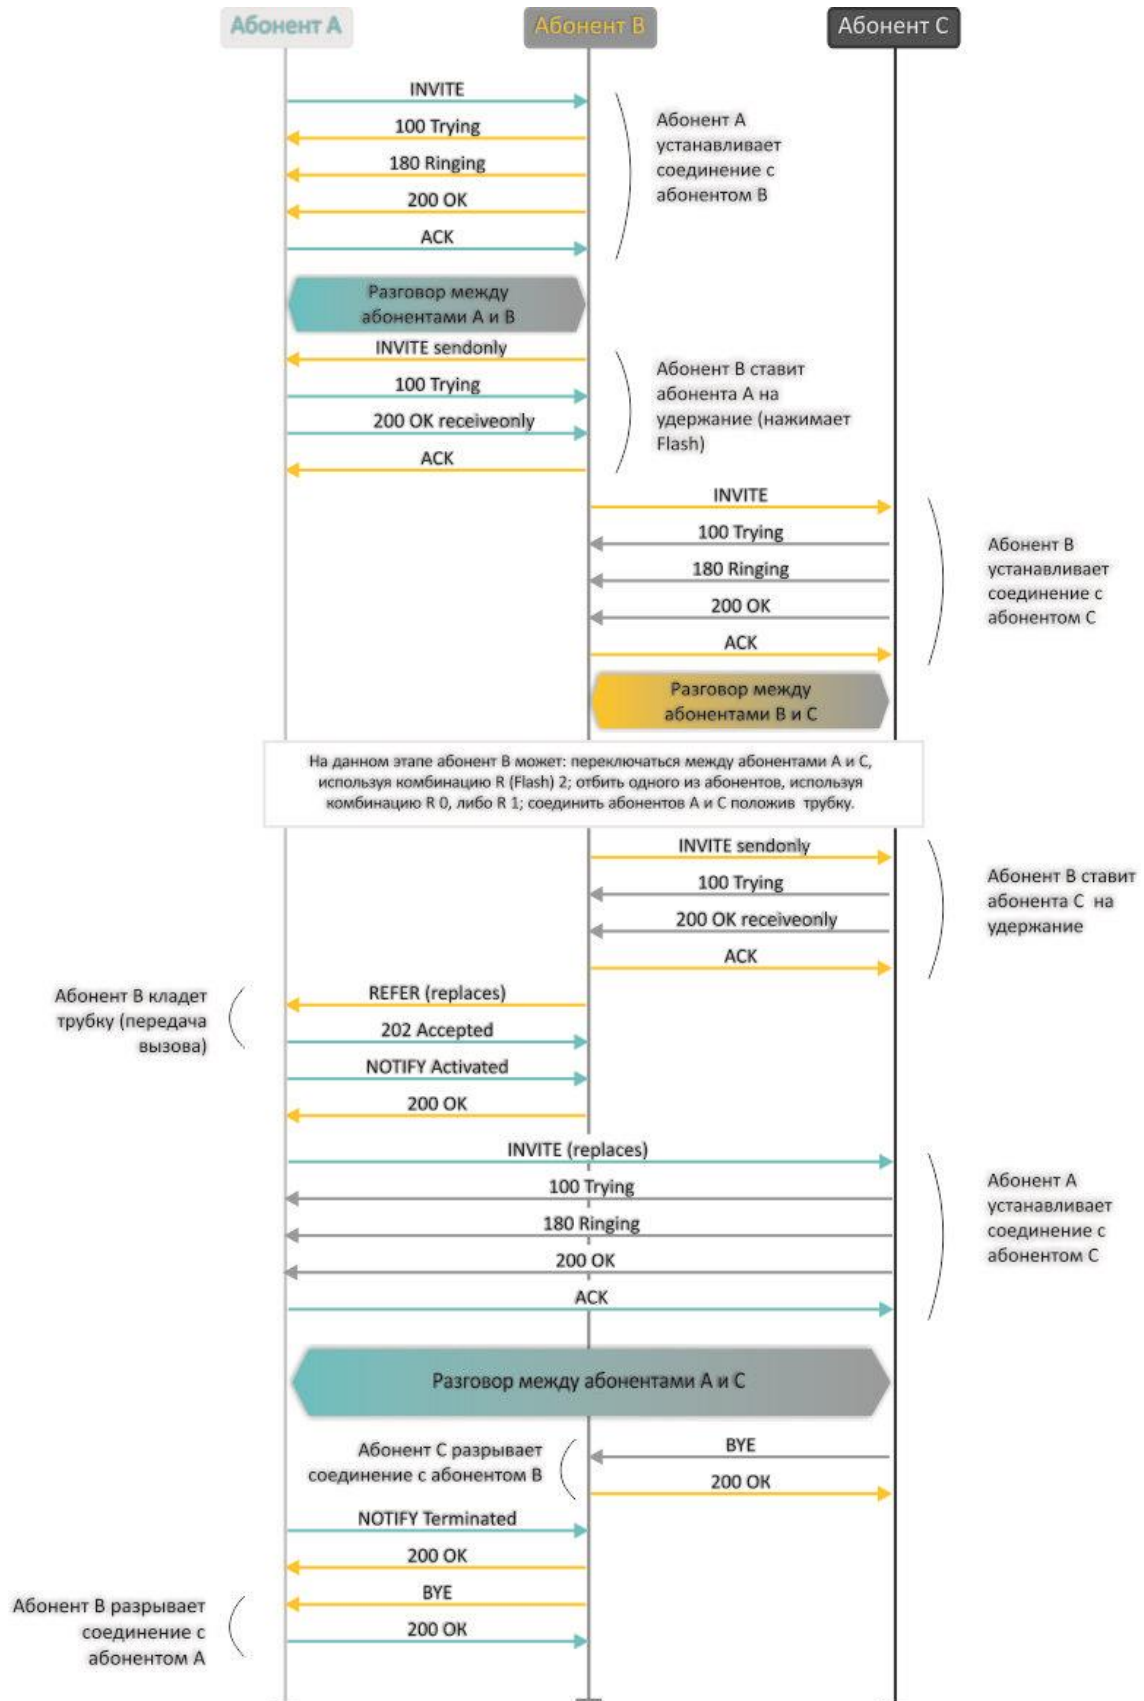 Абонент А
Абонент В
Абонент С
INVITE
100 Trying
180 Ringing
200 OK
ACK
Абонент А
устанавливает
соединение с
абонентом В
Разговор между
абонентами А и В
INVITE sendonly
100 Trying
200 OK receiveonly
ACK
Абонент В ставит
абонента А на
удержание (нажимает
Flash)
INVITE
100 Trying
180 Ringing
200 OK
ACK
Абонент В
устанавливает
соединение с
абонентом С
Разговор между
абонентами В и С
На данном этапе абонент В может: переключаться между абонентами А и С,
используя комбинацию R (Flash) 2; отбить одного из абонентов, используя
комбинацию R 0, либо R 1; соединить абонентов А и С положив трубку.
INVITE sendonly
100 Trying
200 OK receiveonly
ACK
Абонент В ставит
абонента С на
удержание
Абонент В кладет
трубку (передача
вызова)
REFER (replaces)
202 Accepted
NOTIFY Activated
200 OK
INVITE (replaces)
100 Trying
180 Ringing
200 OK
ACK
Абонент А
устанавливает
соединение с
абонентом С
Разговор между абонентами А и С
Абонент С разрывает
соединение с абонентом В
BYE
200 OK
NOTIFY Terminated
200 OK
BYE
200 OK
Абонент В разрывает
соединение с
абонентом А